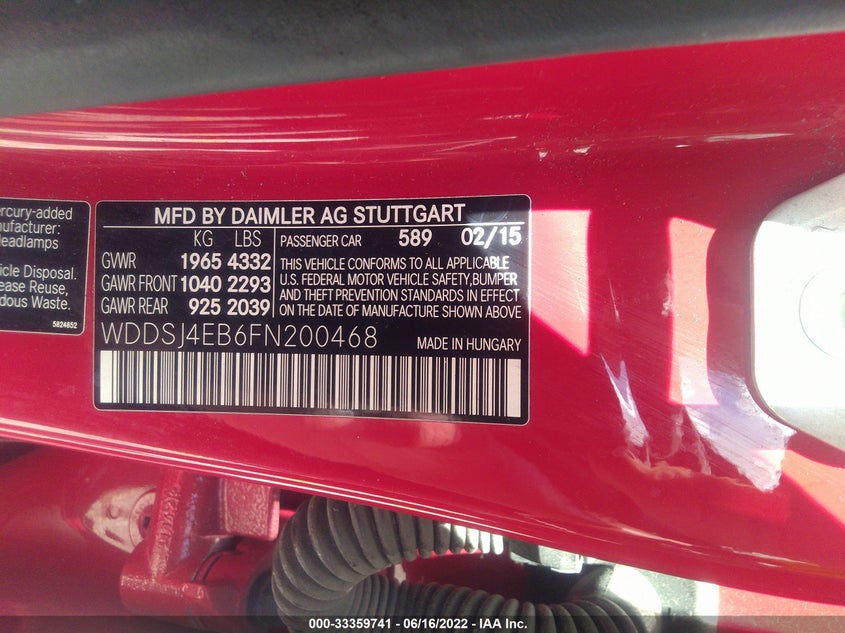 ercury-added
nufacturer:
eadlamps
icle Disposal.
ease Reuse,
dous Waste.
5824852
MFD BY DAIMLER AG STUTTGART
KG LBS PASSENGER CAR 589 02/15
GVWR 1965 4332
GAWR FRONT 1040 2293
GAWR REAR 925 2039
THIS VEHICLE CONFORMS TO ALL APPLICABLE
U.S. FEDERAL MOTOR VEHICLE SAFETY,BUMPER
AND THEFT PREVENTION STANDARDS IN EFFECT
ON THE DATE OF MANUFACTURE SHOWN ABOVE.
WDDSJ4EB6FN200468 MADE IN HUNGARY
000-33359741 - 06/16/2022 - IAA Inc.